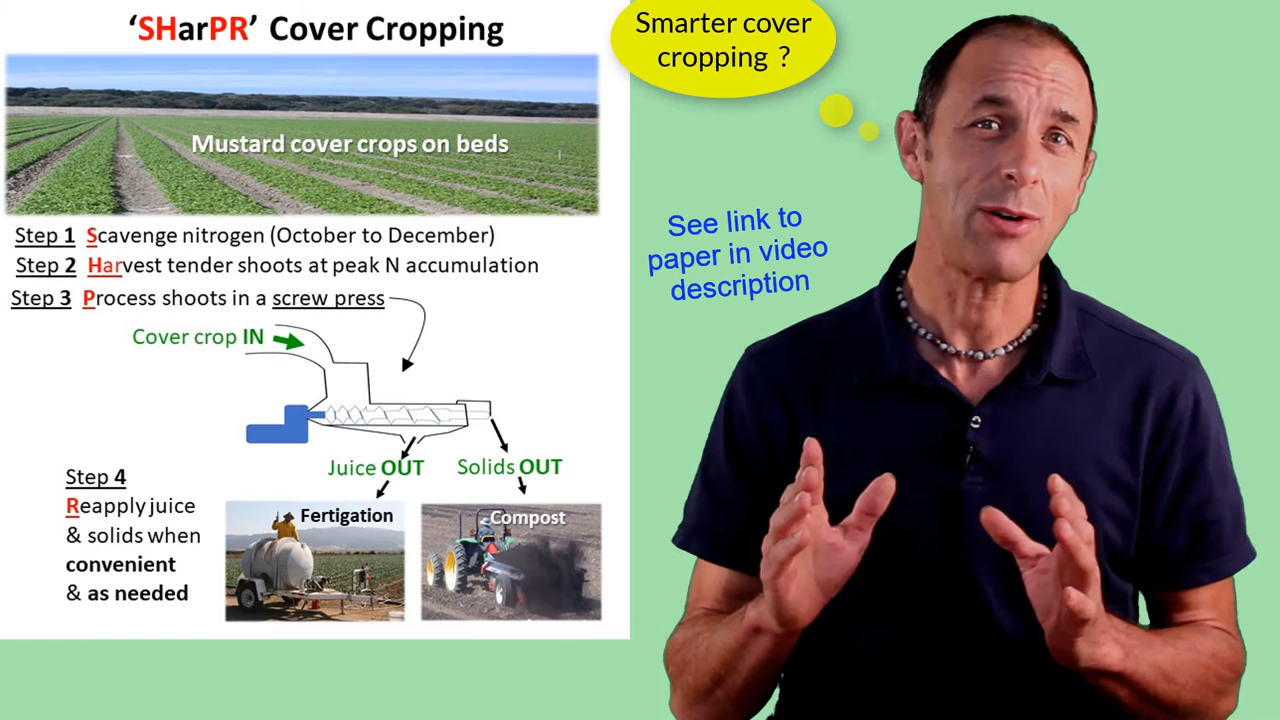 ‘SHarPR’ Cover Cropping
Mustard cover crops on beds
Step 1 Scavenge nitrogen (October to December)
Step 2 Harvest tender shoots at peak N accumulation
Step 3 Process shoots in a screw press
Cover crop IN
Juice OUT
Solids OUT
Step 4
Reapply juice
& solids when
convenient
& as needed
Fertigation
Compost
Smarter cover
cropping ?
See link to
paper in video
description